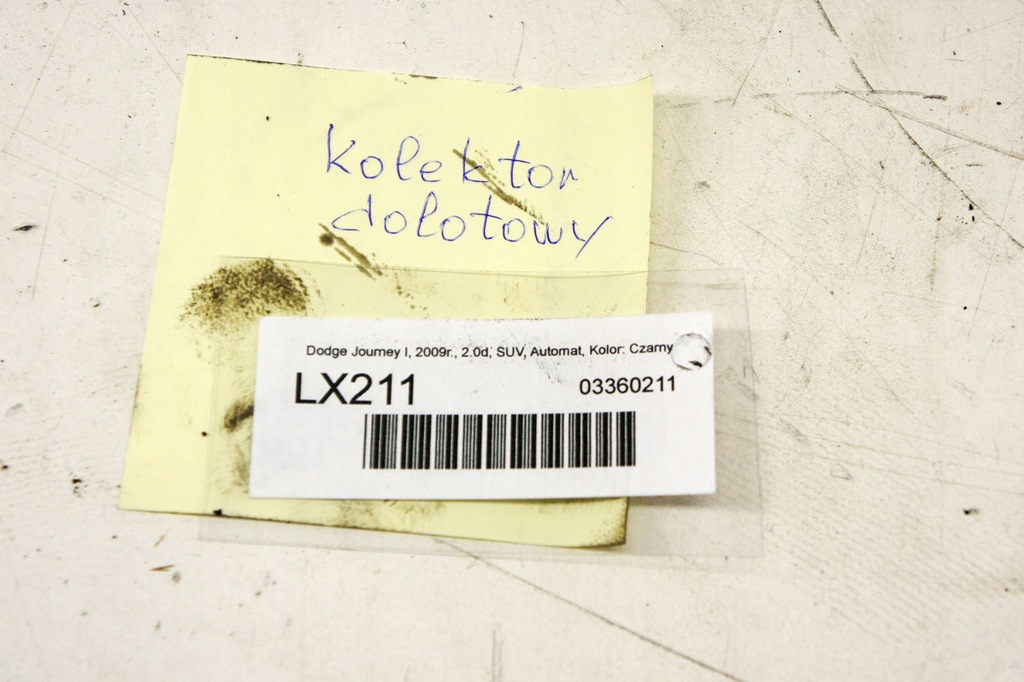 kolektor
dolotowy
Dodge Journey I, 2009r., 2.0d, SUV, Automat, Kolor: Czarny
LX211
03360211